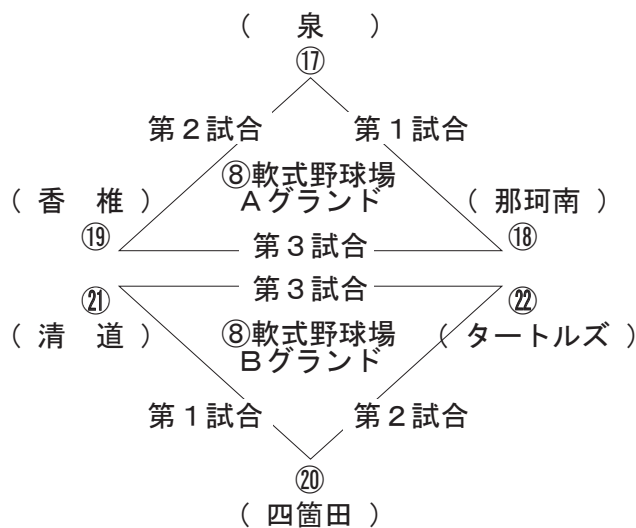 （　泉　）
⑰
第２試合　第１試合
⑧軟式野球場
Ａグランド
（香　椎）　（那珂南）
⑲　第３試合　⑱
㉑　第３試合　㉒
⑧軟式野球場
Ｂグランド
（清　道）　（タートルズ）
第１試合　第２試合
⑳
（四箇田）